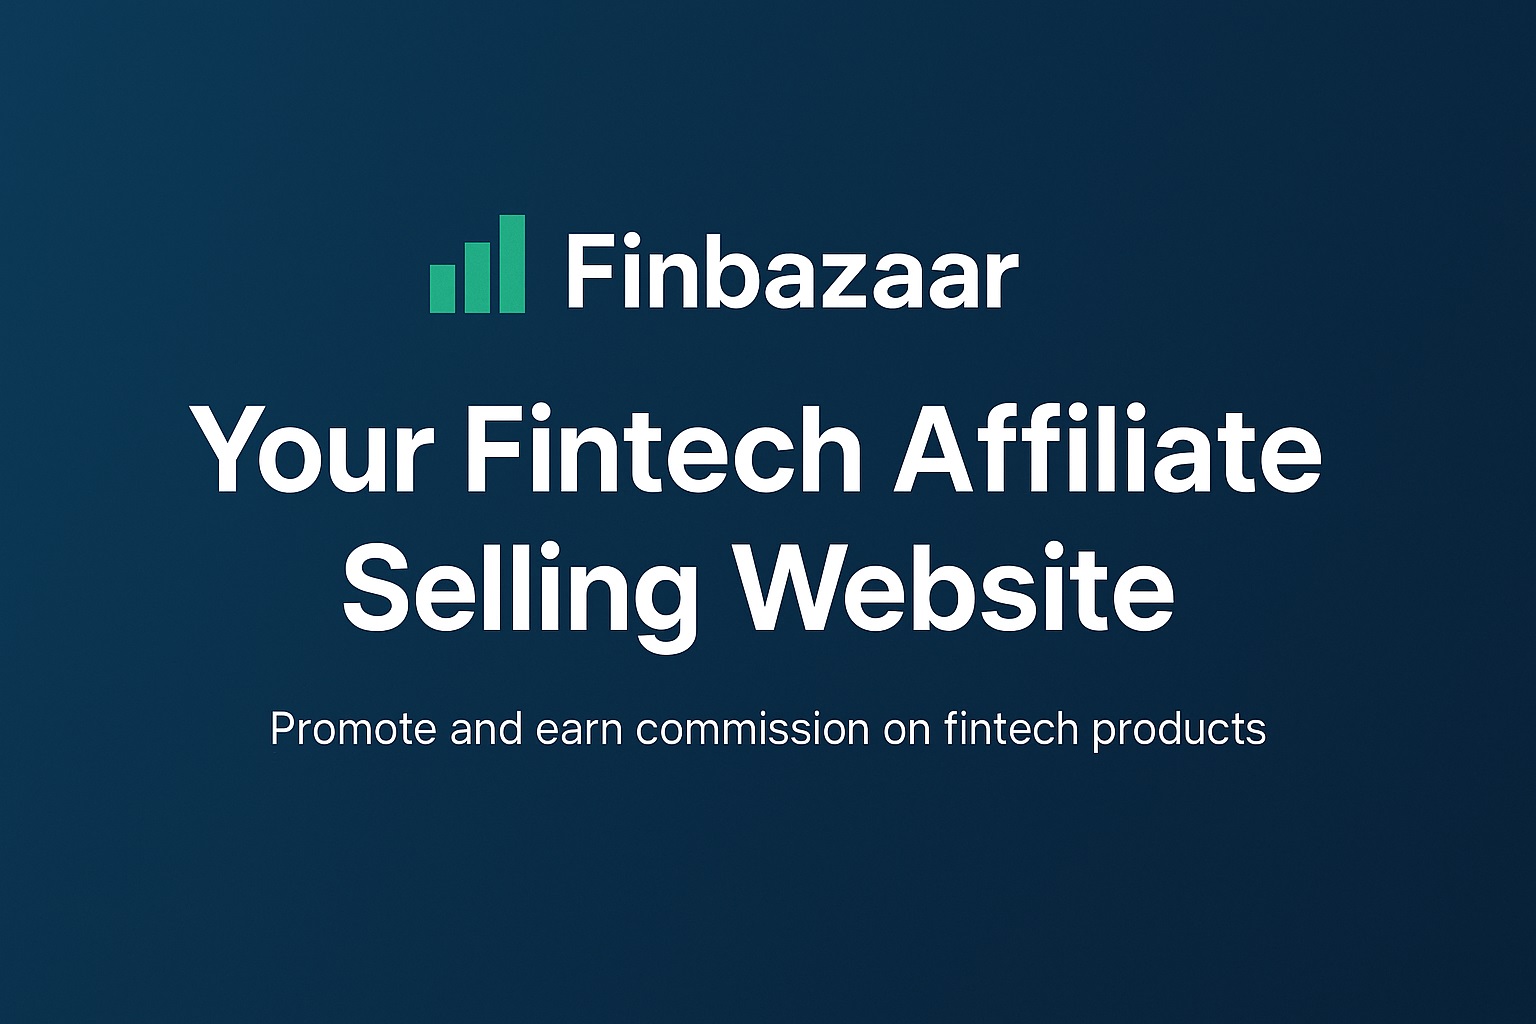 Finbazaar
Your Fintech Affiliate
Selling Website
Promote and earn commission on fintech products